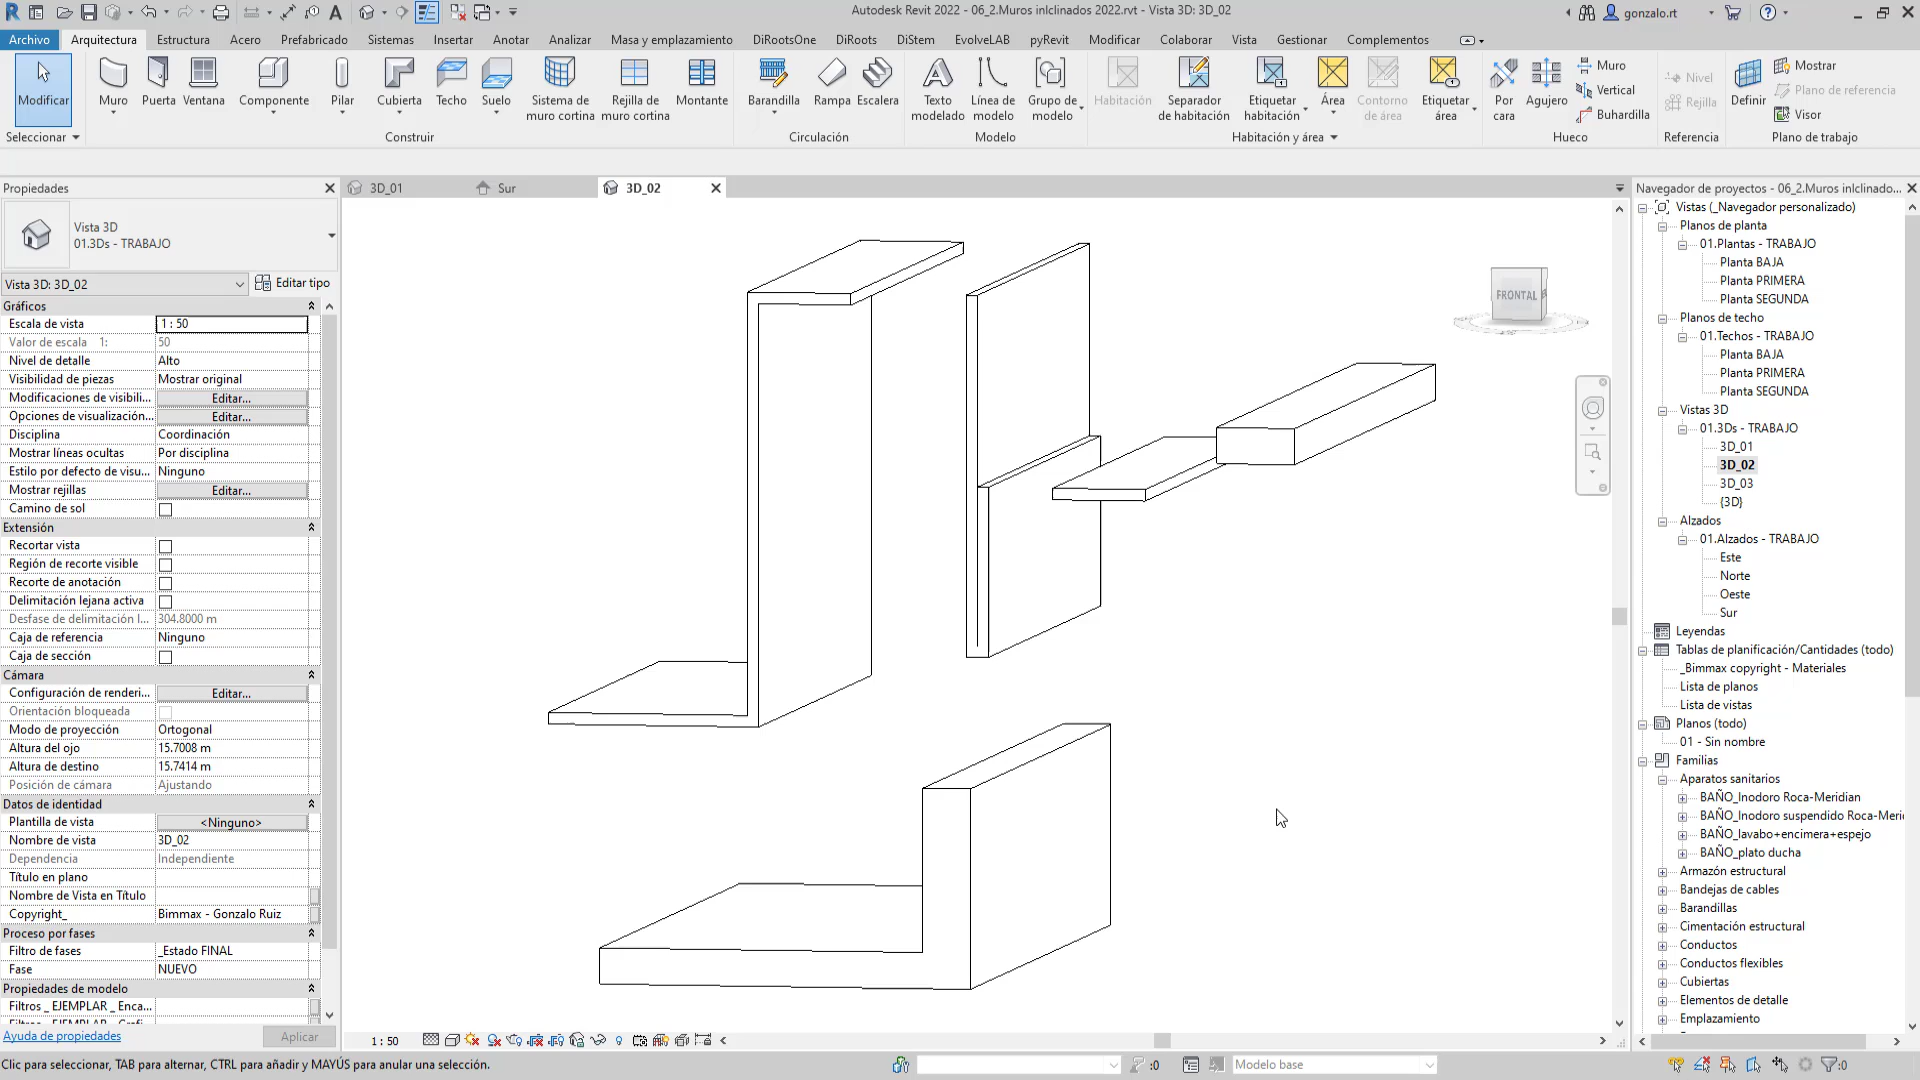 Autodesk Revit 2022 - 06_2.Muros inlclinados 2022.rvt - Vista 3D: 3D_02
gonzalo.rt
Archivo Arquitectura Estructura Acero Prefabricado Sistemas Insertar Anotar Analizar Masa y emplazamiento DiRootsOne DiRoots DiStem EvolveLAB pyRevit Modificar Colaborar Vista Gestionar Complementos
Modificar
Muro
Puerta
Ventana
Componente
Pilar
Cubierta
Techo
Suelo
Sistema de
muro cortina
Rejilla de
muro cortina
Montante
Barandilla
Rampa
Escalera
Texto
modelado
Línea de
modelo
Grupo de
modelo
Habitación
Separador
de habitación
Etiquetar
habitación
Área
Contorno
de área
Etiquetar
área
Por
cara
Agujero
Muro
Vertical
Buhardilla
Nivel
Rejilla
Definir
Mostrar
Plano de referencia
Visor
Seleccionar
Construir
Circulación
Modelo
Habitación y área
Hueco
Referencia
Plano de trabajo
Propiedades
Vista 3D
01.3Ds - TRABAJO
Vista 3D: 3D_02
Editar tipo
Gráficos
Escala de vista 1 : 50
Valor de escala 1: 50
Nivel de detalle Alto
Visibilidad de piezas Mostrar original
Modificaciones de visibili... Editar...
Opciones de visualización... Editar...
Disciplina Coordinación
Mostrar líneas ocultas Por disciplina
Estilo por defecto de visu... Ninguno
Mostrar rejillas Editar...
Camino de sol
Extensión
Recortar vista
Región de recorte visible
Recorte de anotación
Delimitación lejana activa
Desfase de delimitación l... 304.8000 m
Caja de referencia Ninguno
Caja de sección
Cámara
Configuración de renderi... Editar...
Orientación bloqueada
Modo de proyección Ortogonal
Altura del ojo 15.7008 m
Altura de destino 15.7414 m
Posición de cámara Ajustando
Datos de identidad
Plantilla de vista <Ninguno>
Nombre de vista 3D_02
Dependencia Independiente
Título en plano
Nombre de Vista en Título
Copyright_ Bimmax - Gonzalo Ruiz
Proceso por fases
Filtro de fases _Estado FINAL
Fase NUEVO
Propiedades de modelo
Filtros _ EJEMPLAR _ Enca...
Ayuda de propiedades
Aplicar
3D_01
Sur
3D_02
FRONTAL
1 : 50
Navegador de proyectos - 06_2.Muros inlclinado...
Vistas (_Navegador personalizado)
Planos de planta
01.Plantas - TRABAJO
Planta BAJA
Planta PRIMERA
Planta SEGUNDA
Planos de techo
01.Techos - TRABAJO
Planta BAJA
Planta PRIMERA
Planta SEGUNDA
Vistas 3D
01.3Ds - TRABAJO
3D_01
3D_02
3D_03
{3D}
Alzados
01.Alzados - TRABAJO
Este
Norte
Oeste
Sur
Leyendas
Tablas de planificación/Cantidades (todo)
_Bimmax copyright - Materiales
Lista de planos
Lista de vistas
Planos (todo)
01 - Sin nombre
Familias
Aparatos sanitarios
BAÑO_Inodoro Roca-Meridian
BAÑO_Inodoro suspendido Roca-Meri
BAÑO_lavabo+encimera+espejo
BAÑO_plato ducha
Armazón estructural
Bandejas de cables
Barandillas
Cimentación estructural
Conductos
Conductos flexibles
Cubiertas
Elementos de detalle
Emplazamiento
Clic para seleccionar, TAB para alternar, CTRL para añadir y MAYÚS para anular una selección.
:0
Modelo base
:0